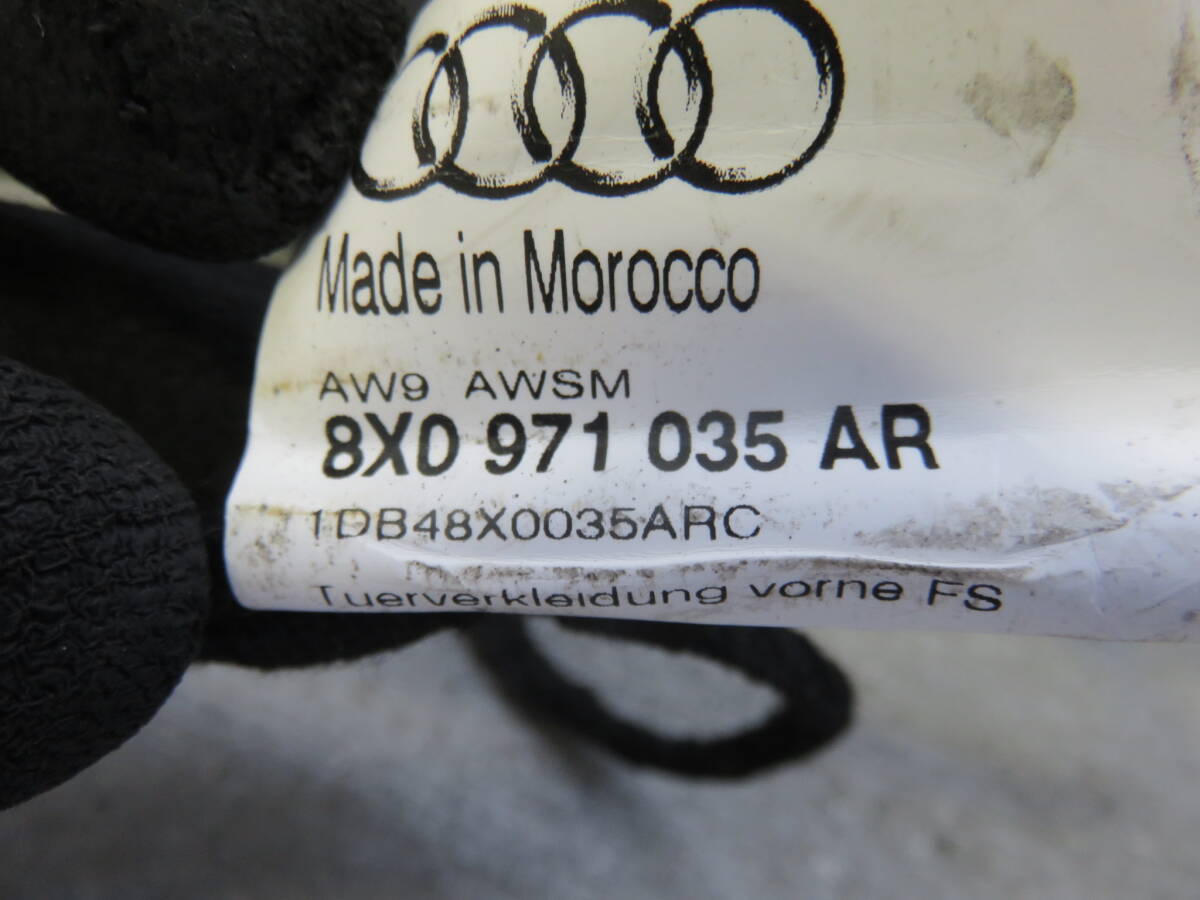 Made in Morocco
AW9 AWSM
8X0 971 035 AR
1DB48X0035ARC
Tuerverkleidung vorne FS